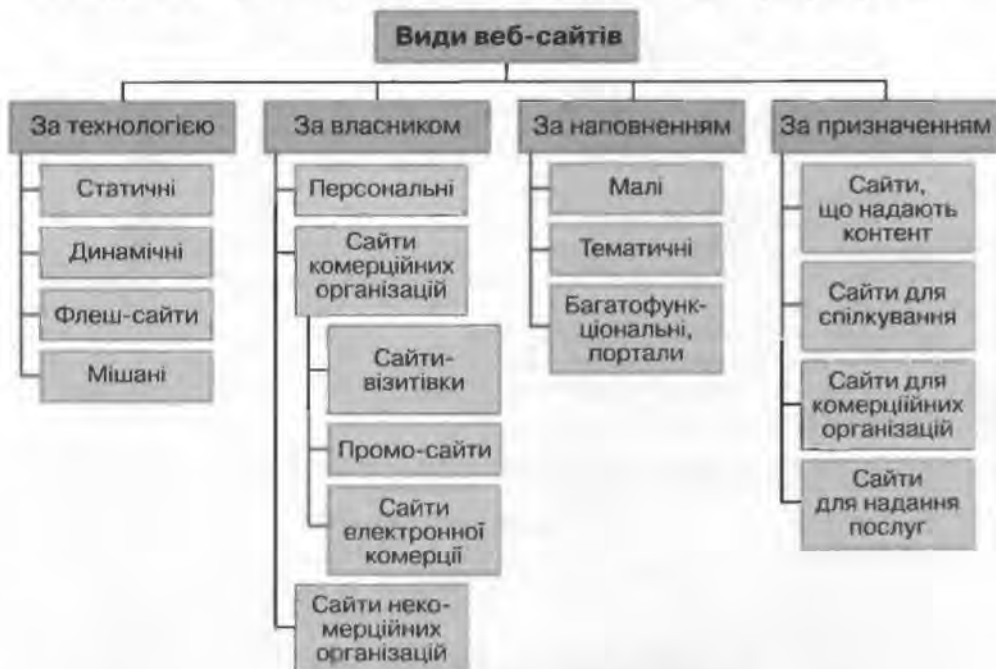 Види веб-сайтів
За технологією
Статичні
Динамічні
Флеш-сайти
Мішані
За власником
Персональні
Сайти
комерційних
організацій
Сайти-
візитівки
Промо-сайти
Сайти
електронної
комерції
Сайти неко-
мерційних
організацій
За наповненням
Малі
Тематичні
Багатофунк-
ціональні,
портали
За призначенням
Сайти,
що надають
контент
Сайти для
спілкування
Сайти для
комерціійних
організацій
Сайти
для надання
послуг